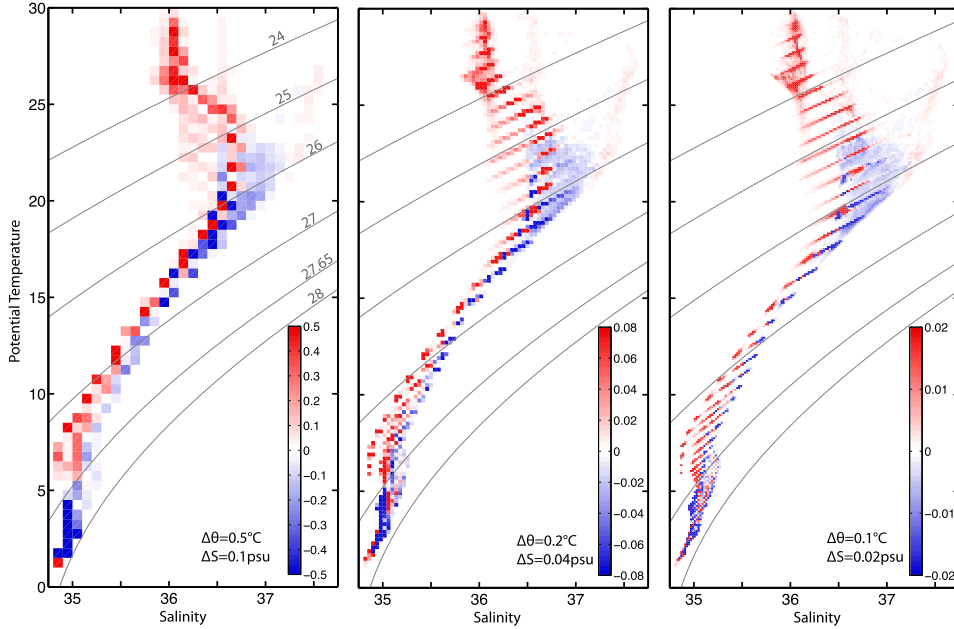 30
25
20
15
10
5
0
Potential Temperature
24
25
26
27
27.65
28
0.5
0.4
0.3
0.2
0.1
0
−0.1
−0.2
−0.3
−0.4
−0.5
Δθ=0.5°C
ΔS=0.1psu
35 36 37
Salinity
0.08
0.06
0.04
0.02
0
−0.02
−0.04
−0.06
−0.08
Δθ=0.2°C
ΔS=0.04psu
35 36 37
Salinity
0.02
0.01
0
−0.01
−0.02
Δθ=0.1°C
ΔS=0.02psu
35 36 37
Salinity